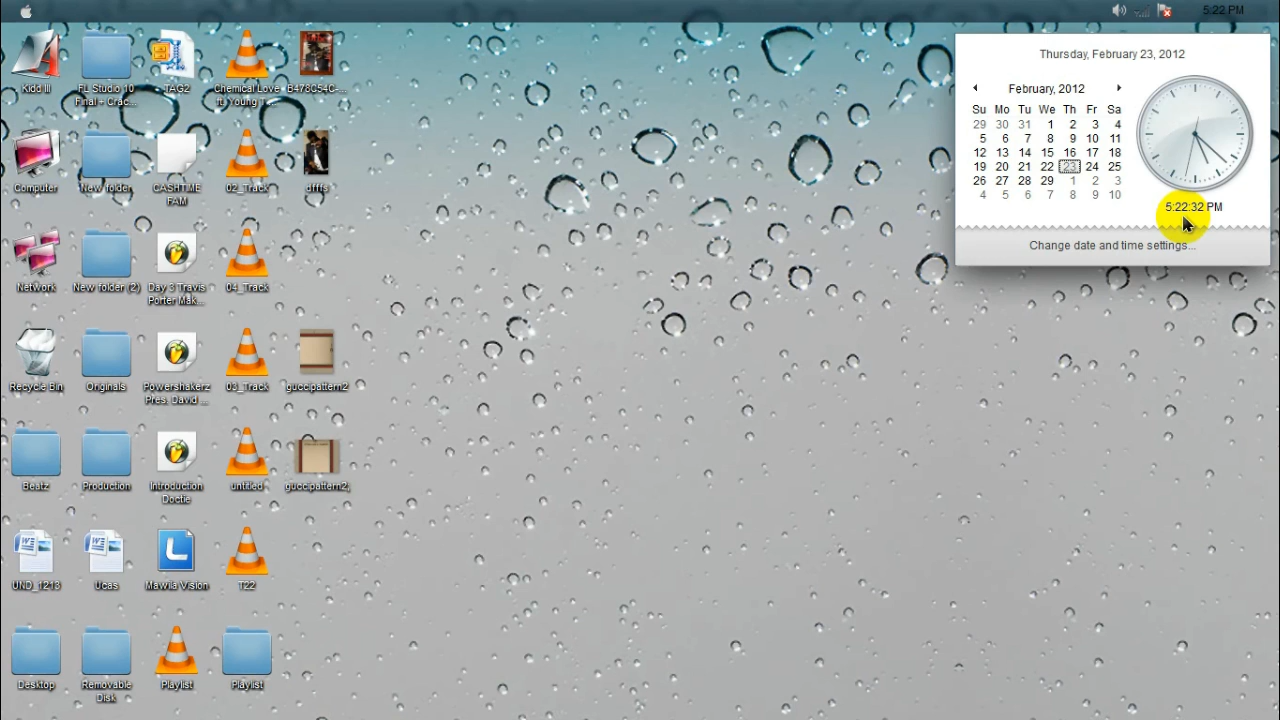 5:22 PM
Thursday, February 23, 2012
February, 2012
Su Mo Tu We Th Fr Sa
29 30 31 1 2 3 4
5 6 7 8 9 10 11
12 13 14 15 16 17 18
19 20 21 22 23 24 25
26 27 28 29 1 2 3
4 5 6 7 8 9 10
5:22:32 PM
Change date and time settings...
Kidd Ill
FL Studio 10
Final + Crac...
TAG2
Chemical Love
ft. Young T...
B478C54C-...
Computer
New folder
CASHTIME
FAM
02_Track
dfffs
Network
New folder (2)
Day 3 Travis
Porter Mak...
04_Track
Recycle Bin
Originals
Powershakerz
Pres. David ...
03_Track
guccipattern2
Beatz
Production
Introduction
Doctie
untitled
guccipattern2;
UND_1213
Ucas
Mawila Vision
T22
Desktop
Removable
Disk
Playlist
Playlist